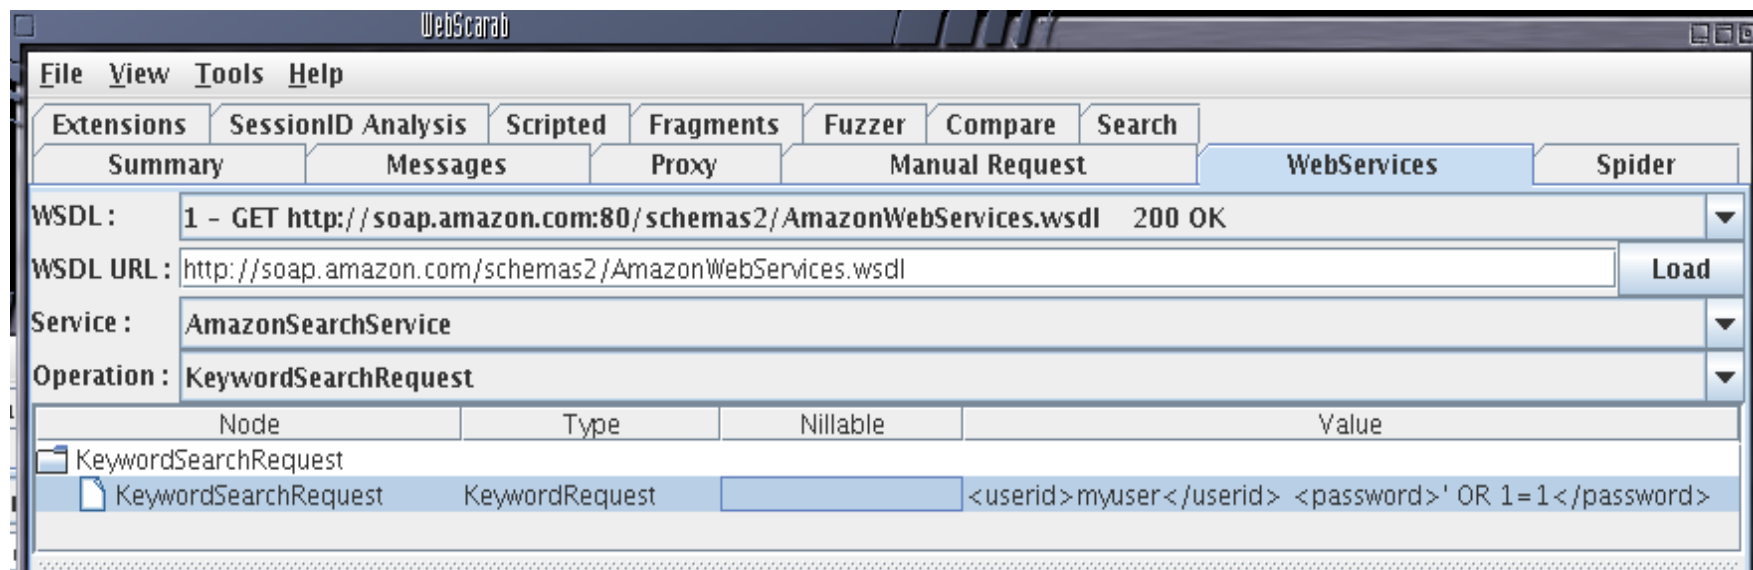 WebScarab
File View Tools Help
Extensions SessionID Analysis Scripted Fragments Fuzzer Compare Search
Summary Messages Proxy Manual Request WebServices Spider
WSDL : 1 - GET http://soap.amazon.com:80/schemas2/AmazonWebServices.wsdl 200 OK
WSDL URL : http://soap.amazon.com/schemas2/AmazonWebServices.wsdl Load
Service : AmazonSearchService
Operation : KeywordSearchRequest
Node Type Nillable Value
KeywordSearchRequest
KeywordSearchRequest KeywordRequest <userid>myuser</userid> <password>' OR 1=1</password>